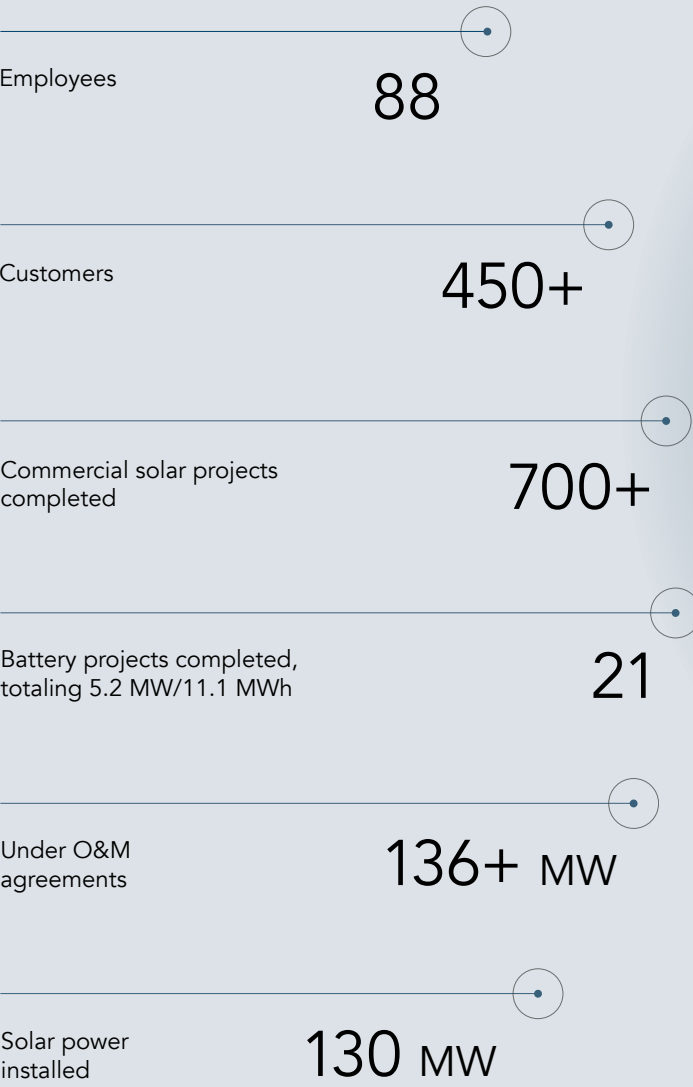 Employees
88
Customers
450+
Commercial solar projects
completed
700+
Battery projects completed,
totaling 5.2 MW/11.1 MWh
21
Under O&M
agreements
136+ MW
Solar power
installed
130 MW